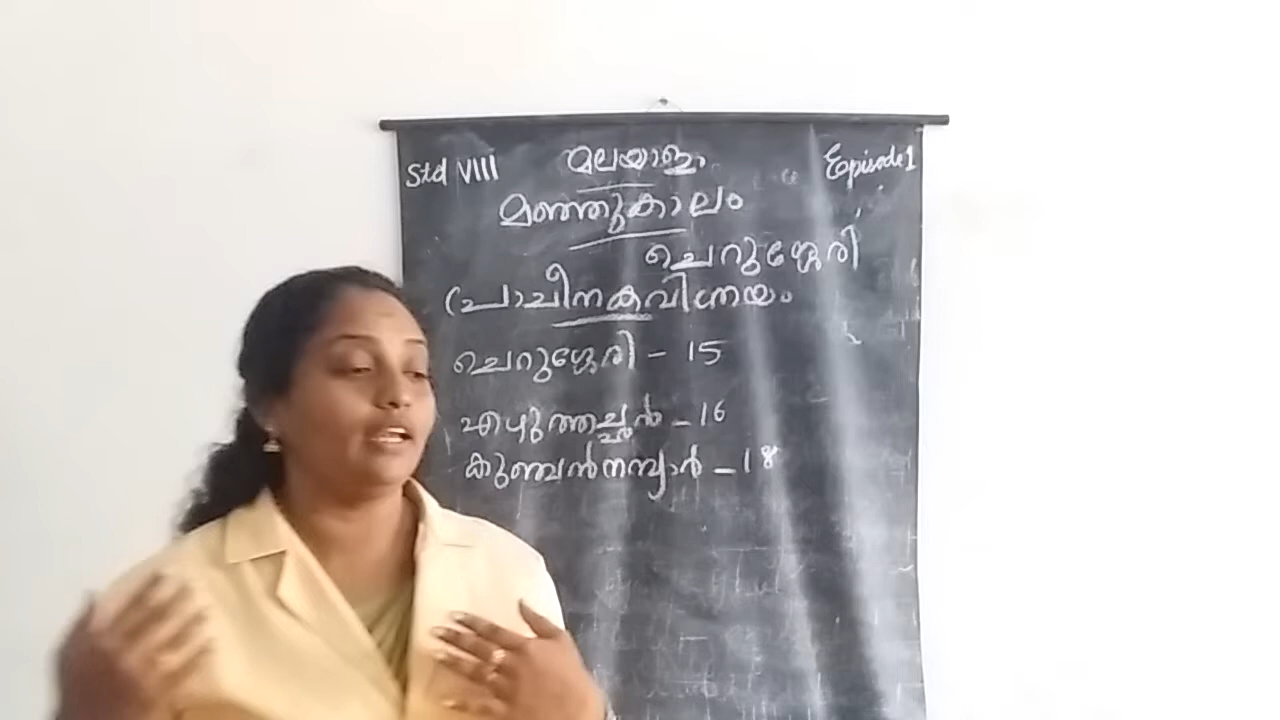 Std VIII മലയാളം Episode 1
മഞ്ഞുകാലം
ചെറുശ്ശേരി
പ്രാചീനകവിത്രയം
ചെറുശ്ശേരി - 15
എഴുത്തച്ഛൻ - 16
കുഞ്ചൻനമ്പ്യാർ - 18